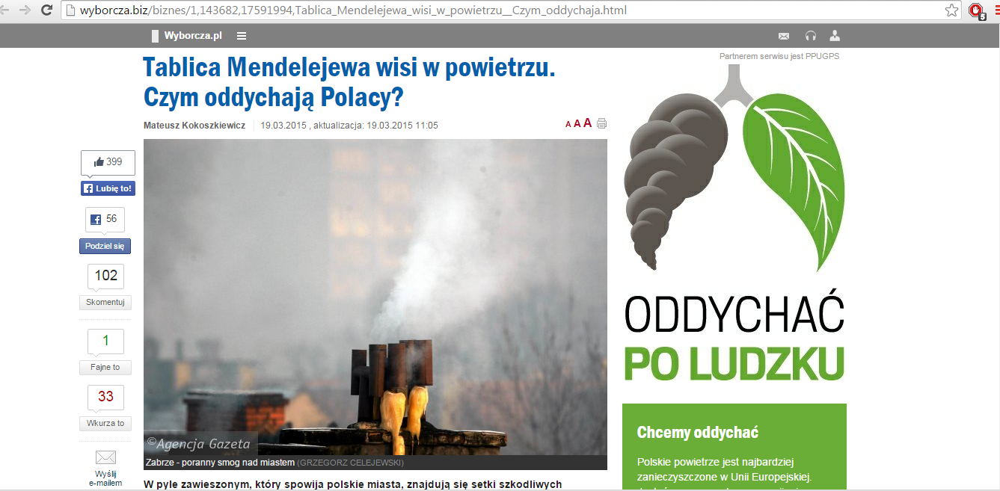 wyborcza.biz/biznes/1,143682,17591994,Tablica_Mendelejewa_wisi_w_powietrzu__Czym_oddychaja.html
5
Wyborcza.pl
Partnerem serwisu jest PPUGPS
Tablica Mendelejewa wisi w powietrzu.
Czym oddychają Polacy?
Mateusz Kokoszkiewicz 19.03.2015 , aktualizacja: 19.03.2015 11:05
A A A
399
Lubię to!
56
Podziel się
102
Skomentuj
1
Fajne to
33
Wkurza to
Wyślij
e-mailem
©Agencja Gazeta
Zabrze - poranny smog nad miastem (GRZEGORZ CELEJEWSKI)
W pyle zawieszonym, który spowija polskie miasta, znajdują się setki szkodliwych
ODDYCHAĆ
PO LUDZKU
Chcemy oddychać
Polskie powietrze jest najbardziej
zanieczyszczone w Unii Europejskiej.